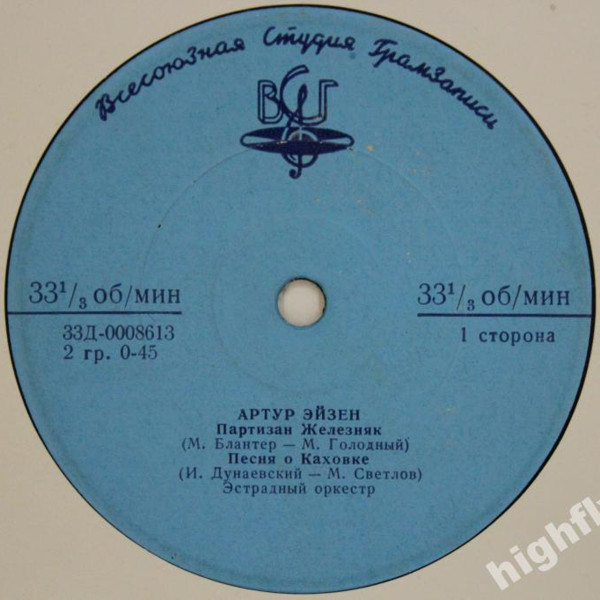 Всесоюзная Студия Грамзаписи
ВСГ
33¹/₃ об/мин
33¹/₃ об/мин
33Д-0008613
2 гр. 0-45
1 сторона
АРТУР ЭЙЗЕН
Партизан Железняк
(М. Блантер — М. Голодный)
Песня о Каховке
(И. Дунаевский — М. Светлов)
Эстрадный оркестр